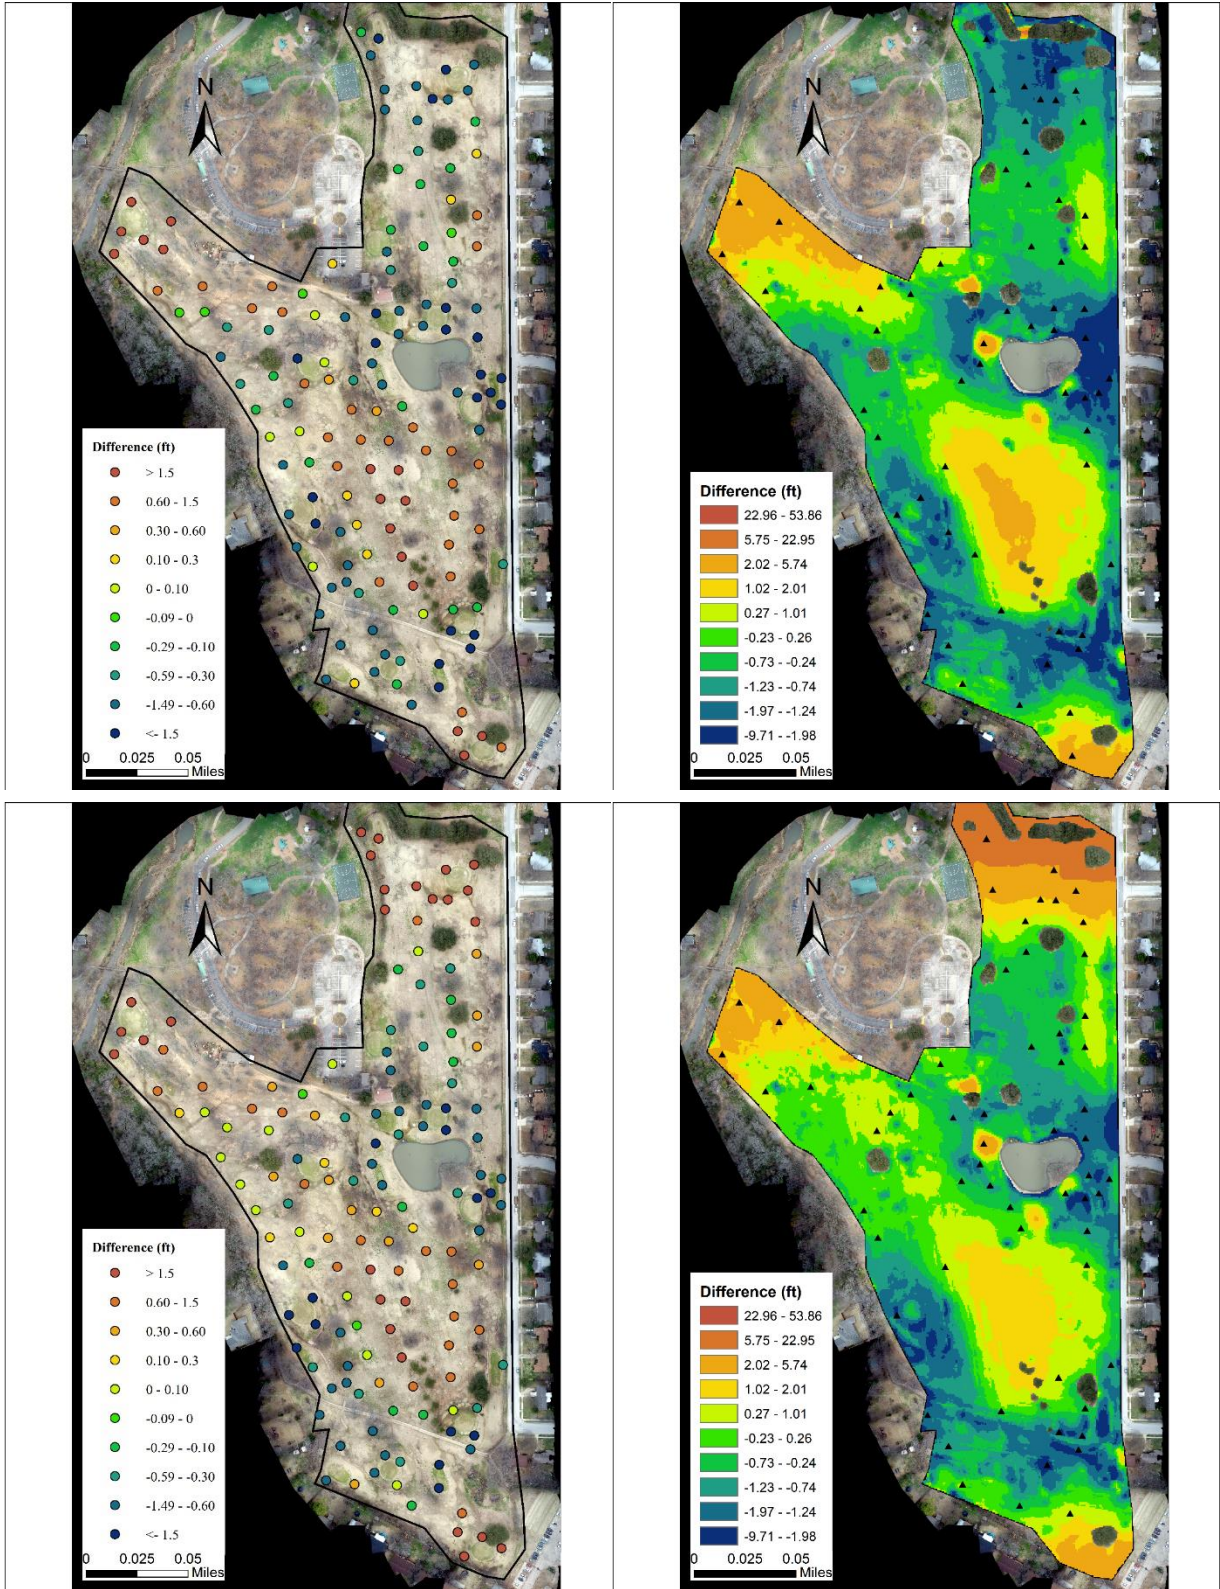 N
Difference (ft)
> 1.5
0.60 - 1.5
0.30 - 0.60
0.10 - 0.3
0 - 0.10
-0.09 - 0
-0.29 - -0.10
-0.59 - -0.30
-1.49 - -0.60
<- 1.5
0 0.025 0.05
Miles
N
Difference (ft)
22.96 - 53.86
5.75 - 22.95
2.02 - 5.74
1.02 - 2.01
0.27 - 1.01
-0.23 - 0.26
-0.73 - -0.24
-1.23 - -0.74
-1.97 - -1.24
-9.71 - -1.98
0 0.025 0.05
Miles
N
Difference (ft)
> 1.5
0.60 - 1.5
0.30 - 0.60
0.10 - 0.3
0 - 0.10
-0.09 - 0
-0.29 - -0.10
-0.59 - -0.30
-1.49 - -0.60
<- 1.5
0 0.025 0.05
Miles
N
Difference (ft)
22.96 - 53.86
5.75 - 22.95
2.02 - 5.74
1.02 - 2.01
0.27 - 1.01
-0.23 - 0.26
-0.73 - -0.24
-1.23 - -0.74
-1.97 - -1.24
-9.71 - -1.98
0 0.025 0.05
Miles